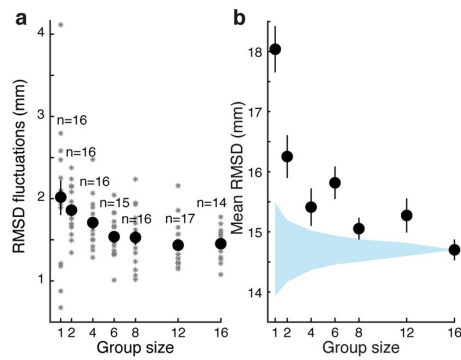 a
RMSD fluctuations (mm)
4
3
2
1
n=16
n=16
n=16
n=15
n=16
n=17
n=14
1 2 4 6 8 12 16
Group size
b
Mean RMSD (mm)
18
17
16
15
14
1 2 4 6 8 12 16
Group size